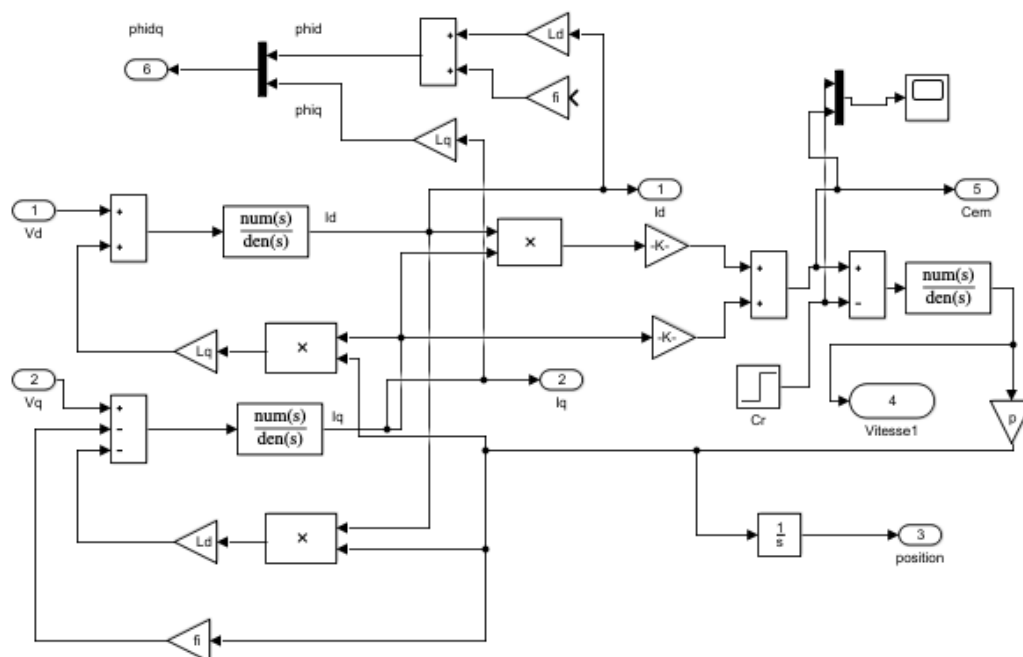 phidq
phid
Ld
6
fi
phiq
Lq
1
Vd
num(s)
den(s)
Id
×
1
Id
-K-
5
Cem
num(s)
den(s)
Lq
×
-K-
2
Vq
num(s)
den(s)
Iq
2
Iq
Cr
4
Vitesse1
p
Ld
×
1
s
3
position
fi
+
+
+
+
+
+
+
−
+
−
−